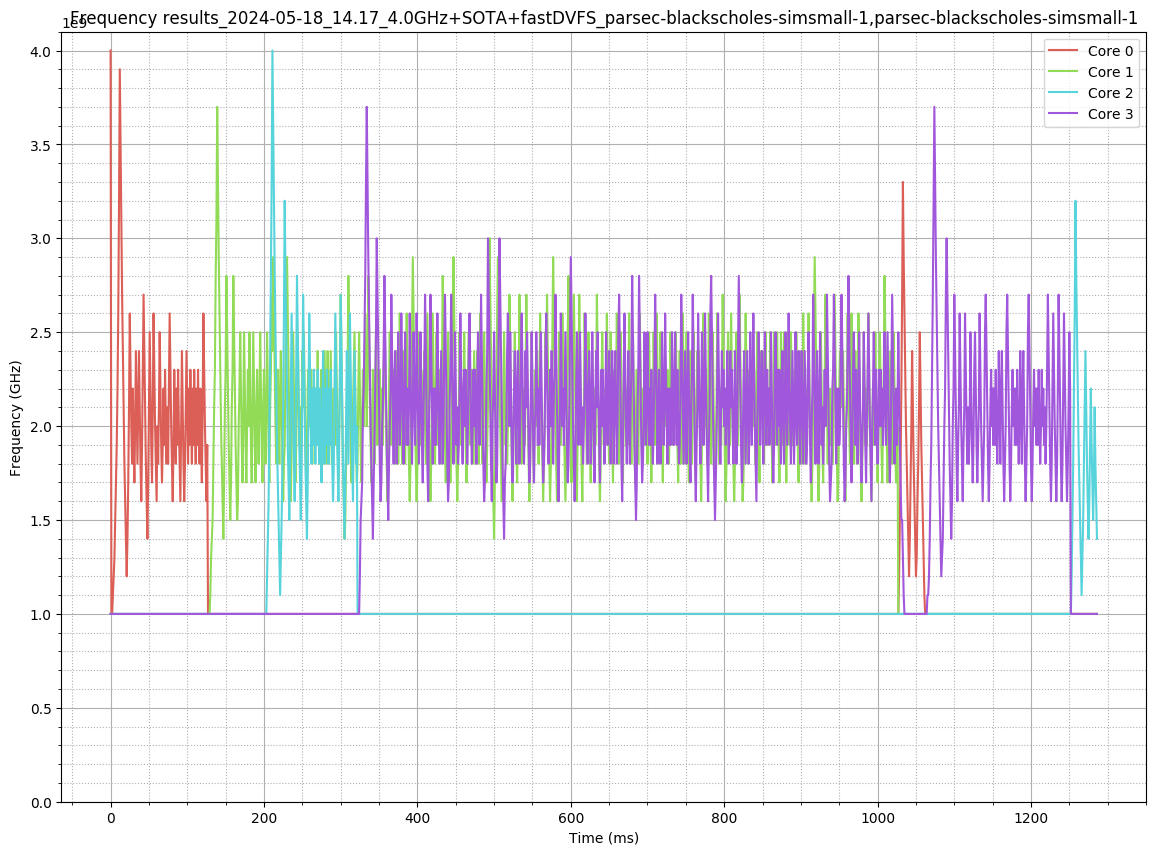 Frequency results_2024-05-18_14.17_4.0GHz+SOTA+fastDVFS_parsec-blackscholes-simsmall-1,parsec-blackscholes-simsmall-1
1e9
Core 0
Core 1
Core 2
Core 3
4.0
3.5
3.0
2.5
2.0
1.5
1.0
0.5
0.0
Frequency (GHz)
0
200
400
600
800
1000
1200
Time (ms)